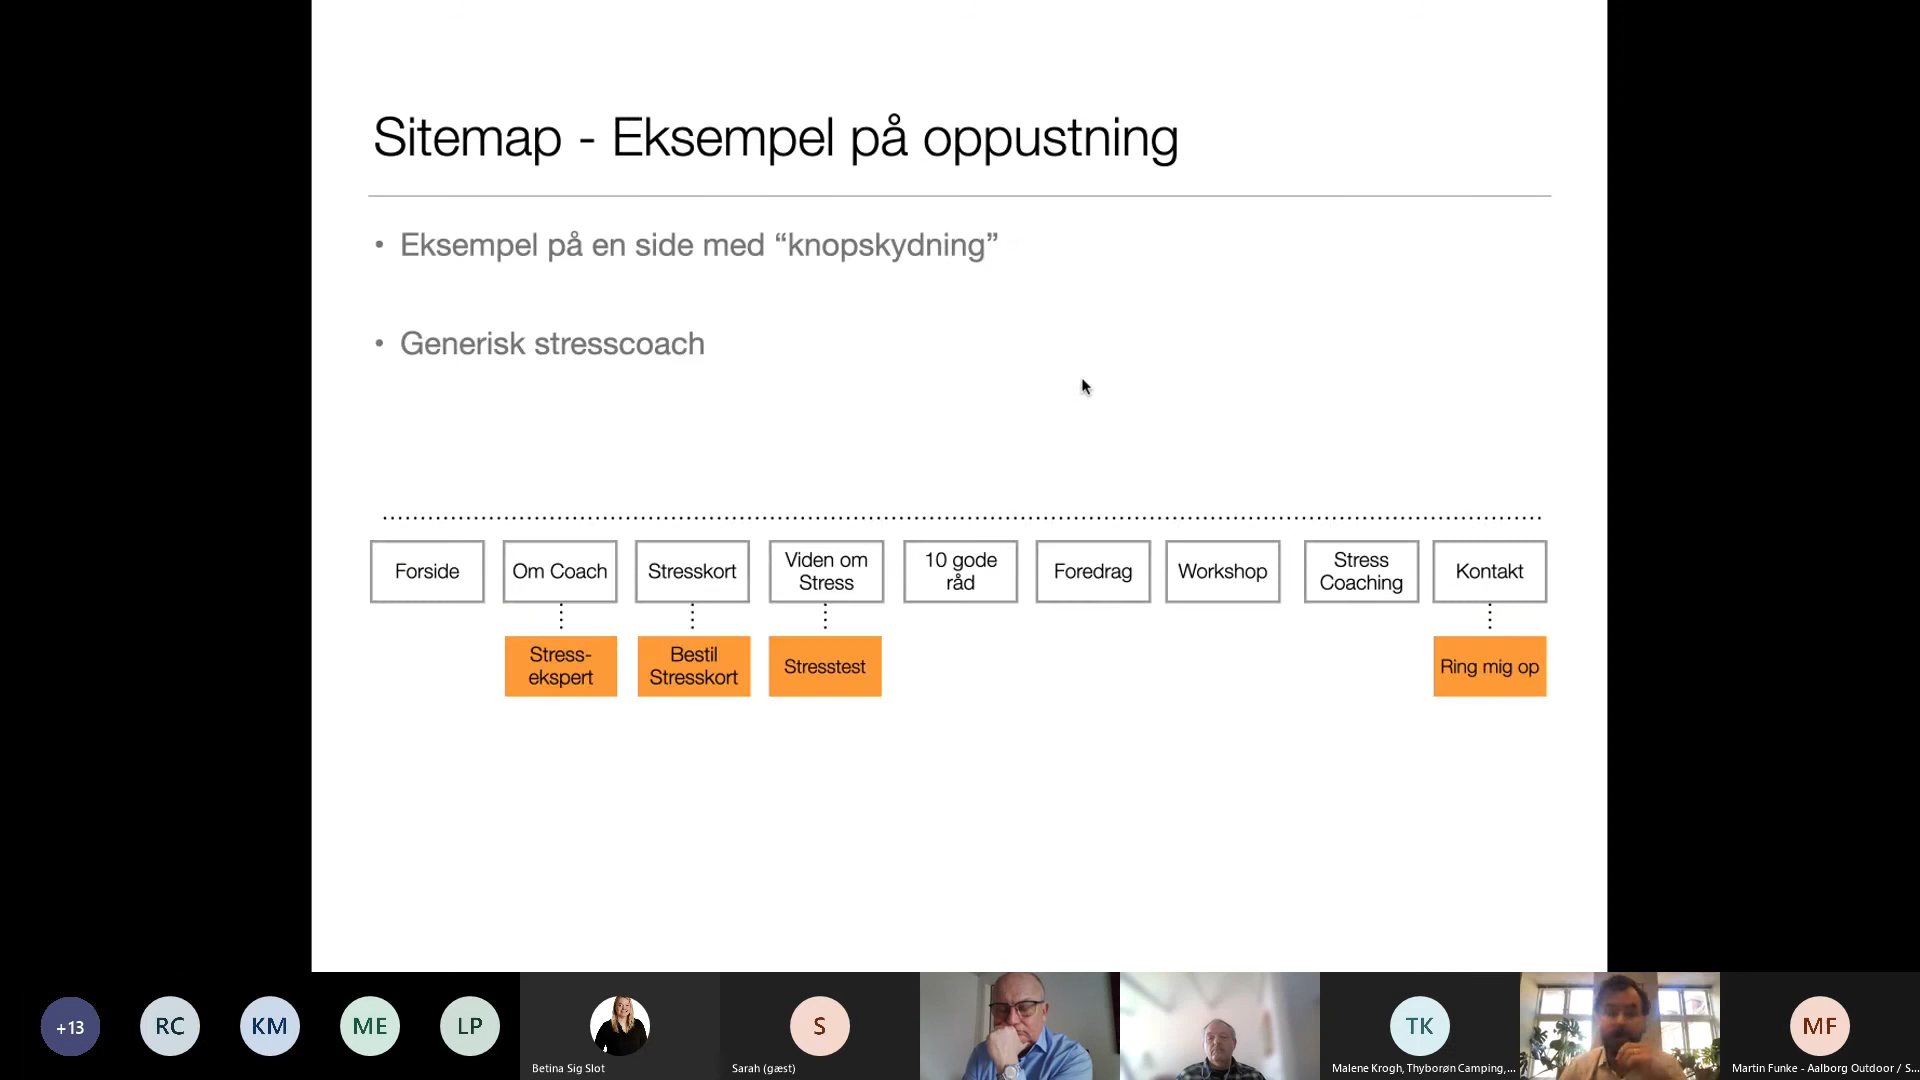 Sitemap - Eksempel på oppustning
• Eksempel på en side med “knopskydning”
• Generisk stresscoach
Forside
Om Coach
Stresskort
Viden om
Stress
10 gode
råd
Foredrag
Workshop
Stress
Coaching
Kontakt
Stress-
ekspert
Bestil
Stresskort
Stresstest
Ring mig op
+13
RC
KM
ME
LP
Betina Sig Slot
S
Sarah (gæst)
TK
Malene Krogh, Thyborøn Camping,...
MF
Martin Funke - Aalborg Outdoor / S...